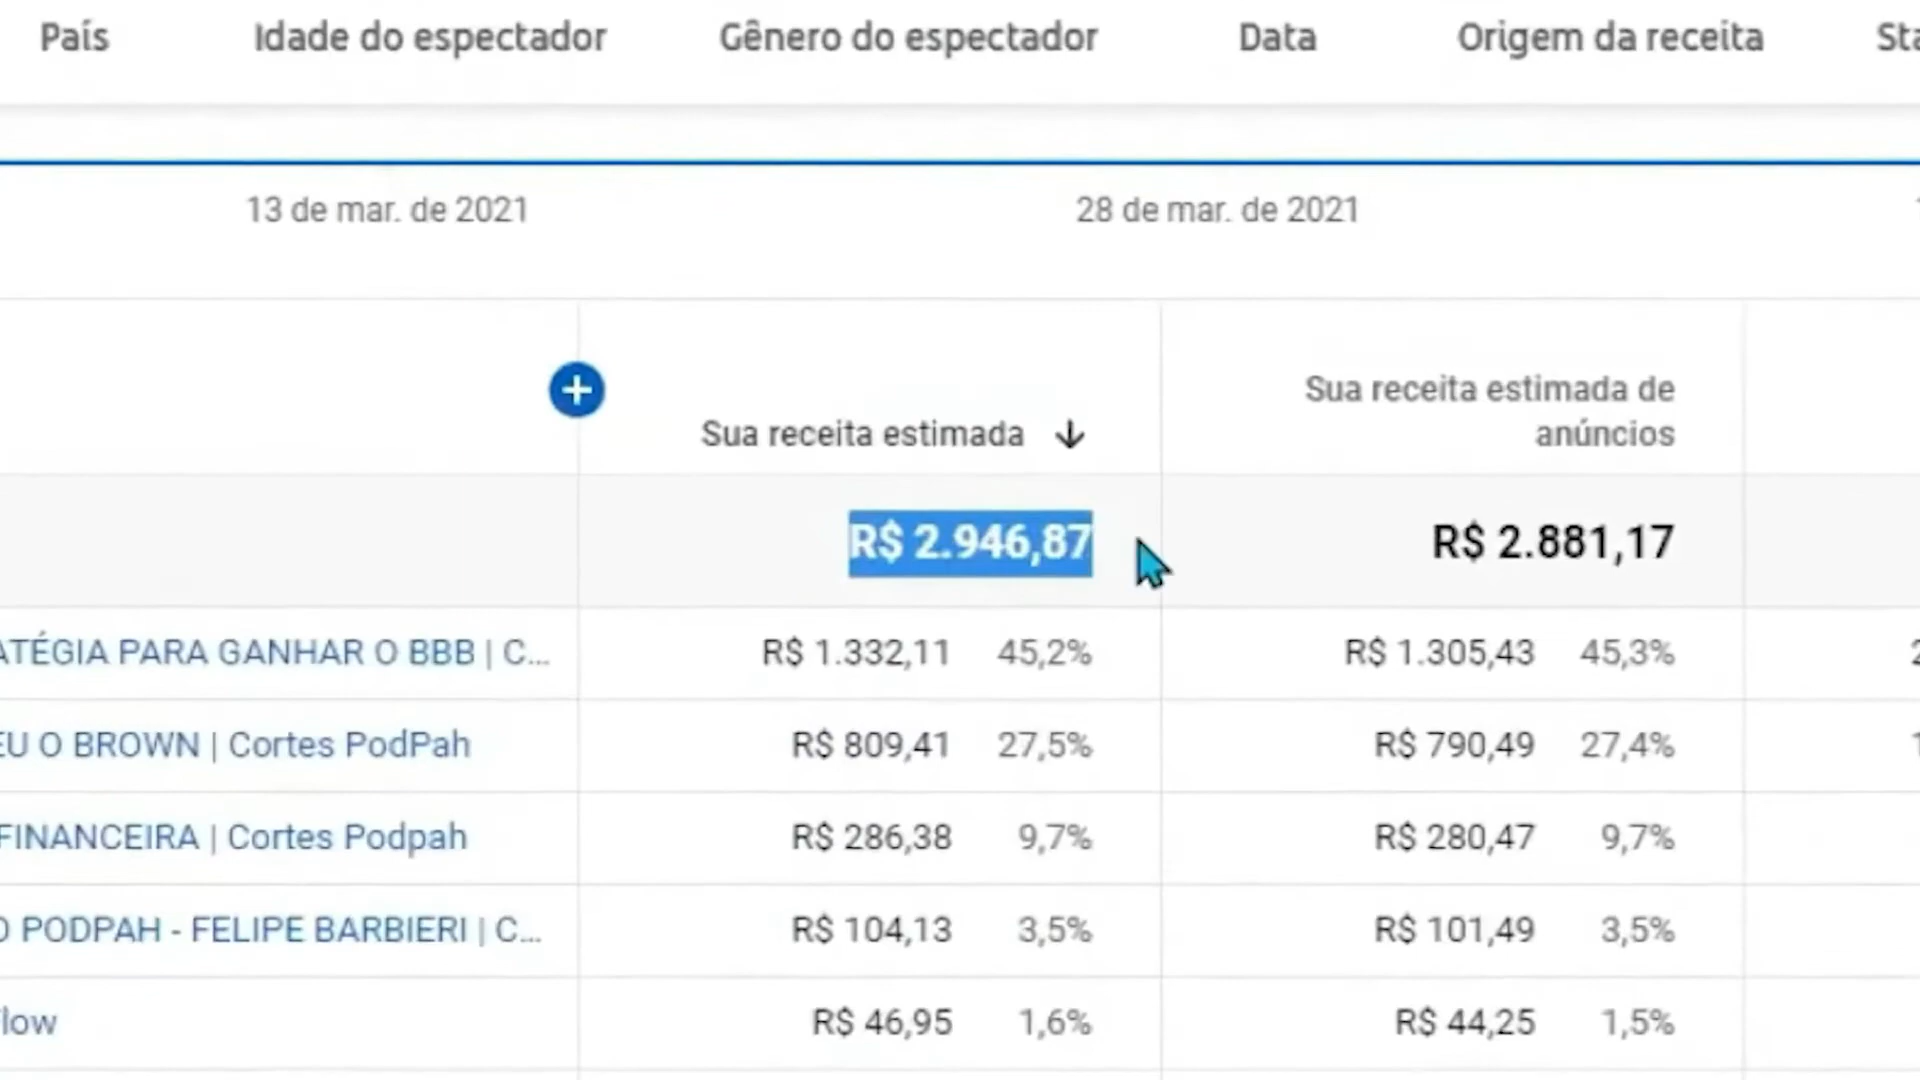 País Idade do espectador Gênero do espectador Data Origem da receita
13 de mar. de 2021 28 de mar. de 2021
Sua receita estimada de
Sua receita estimada anúncios
R$ 2.946,87 R$ 2.881,17
ATÉGIA PARA GANHAR O BBB | C... R$ 1.332,11 45,2% R$ 1.305,43 45,3%
EU O BROWN | Cortes PodPah R$ 809,41 27,5% R$ 790,49 27,4%
FINANCEIRA | Cortes Podpah R$ 286,38 9,7% R$ 280,47 9,7%
O PODPAH - FELIPE BARBIERI | C... R$ 104,13 3,5% R$ 101,49 3,5%
low R$ 46,95 1,6% R$ 44,25 1,5%